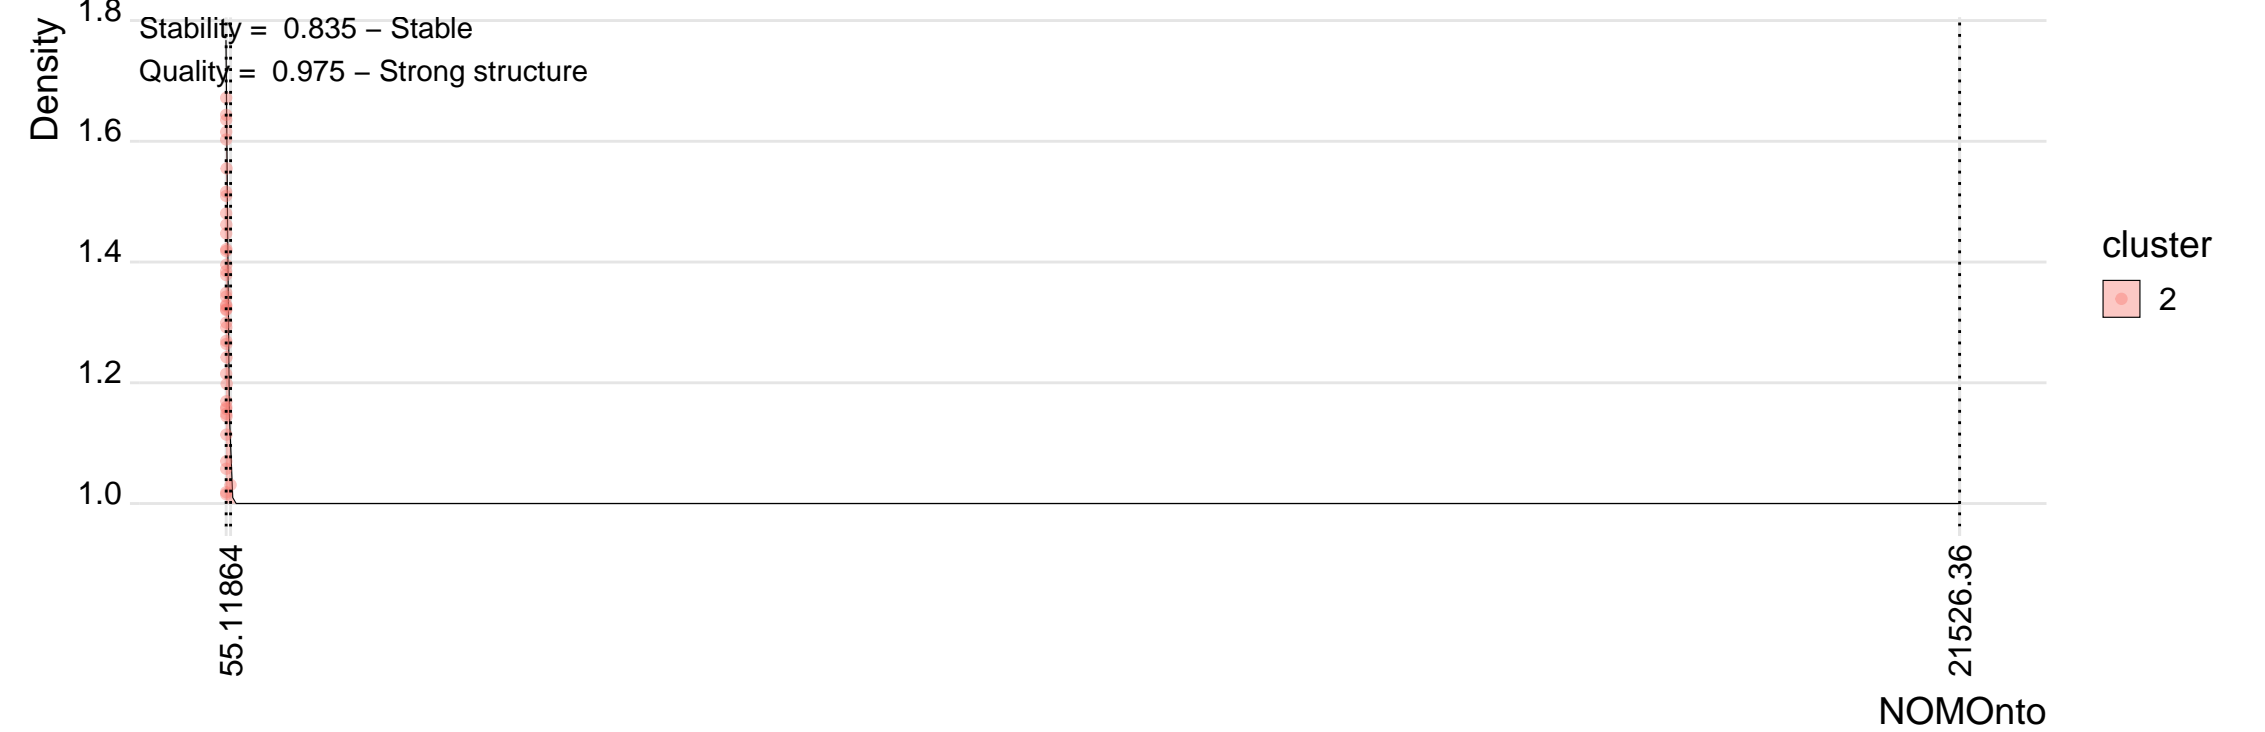 Density
1.8
1.6
1.4
1.2
1.0
Stability = 0.835 – Stable
Quality = 0.975 – Strong structure
55.11864
21526.36
NOMOnto
cluster
2